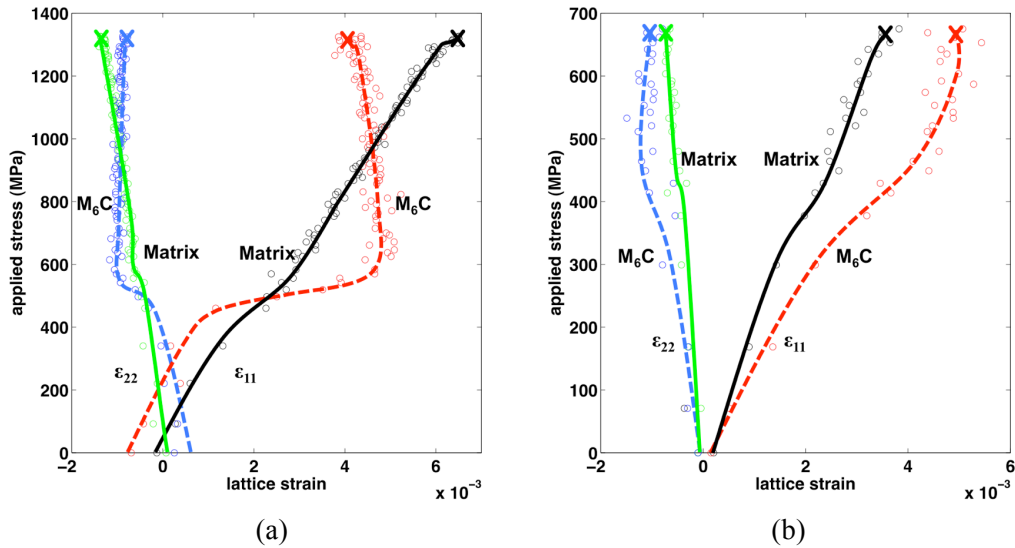 1400
1200
1000
800
600
400
200
0
applied stress (MPa)
M6C
Matrix
Matrix
M6C
ε22
ε11
−2
0
2
4
6
lattice strain
x 10−3
(a)
700
600
500
400
300
200
100
0
applied stress (MPa)
Matrix
Matrix
M6C
M6C
ε22
ε11
−2
0
2
4
6
lattice strain
x 10−3
(b)